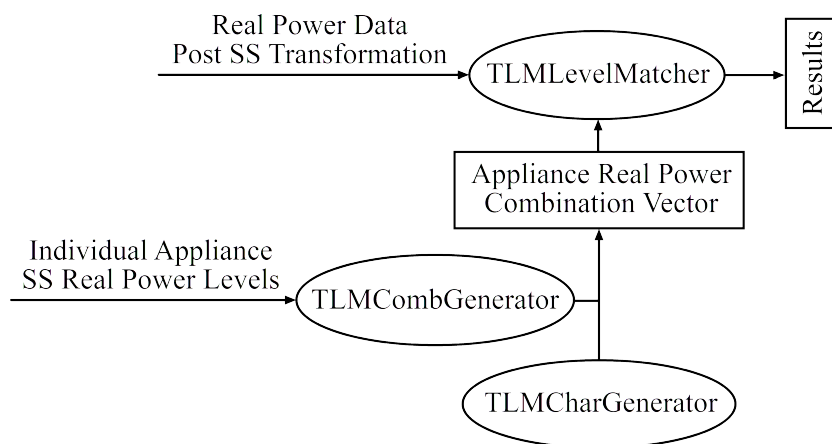 Real Power Data
Post SS Transformation
TLMLevelMatcher
Results
Appliance Real Power
Combination Vector
Individual Appliance
SS Real Power Levels
TLMCombGenerator
TLMCharGenerator